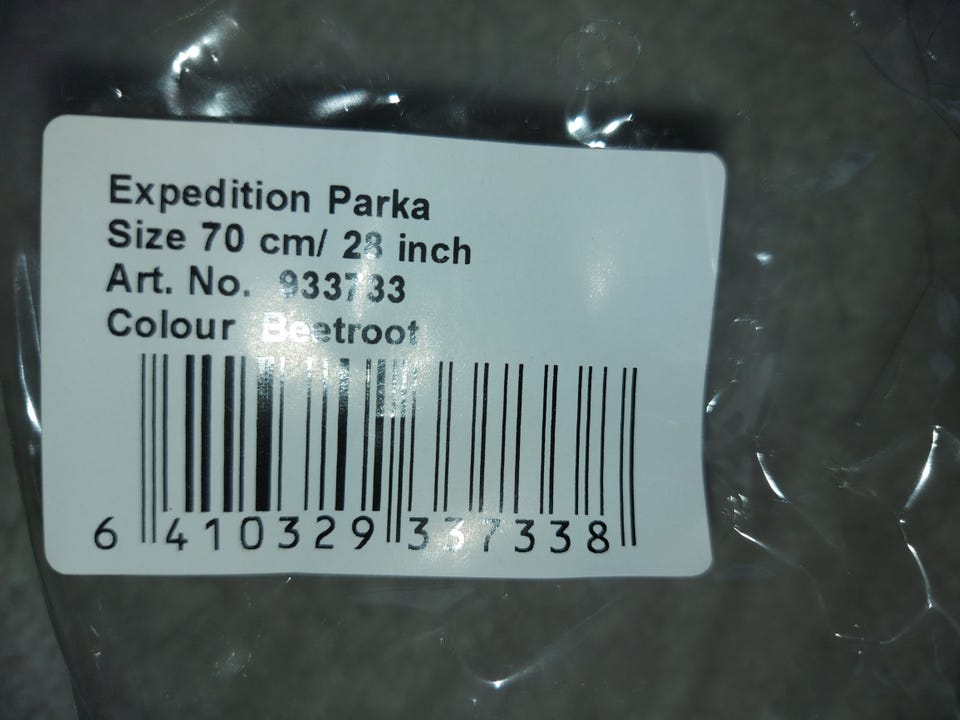 Expedition Parka
Size 70 cm/ 28 inch
Art. No. 933733
Colour Beetroot
6 410329 337338